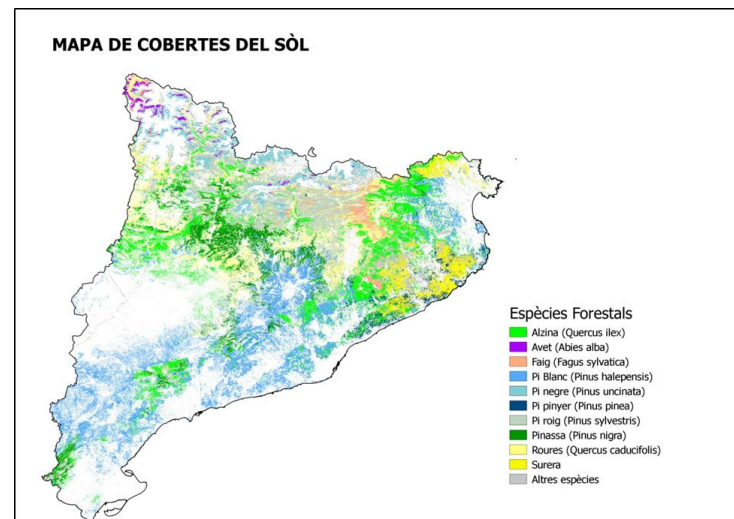 MAPA DE COBERTES DEL SÒL
Espècies Forestals
Alzina (Quercus ilex)
Avet (Abies alba)
Faig (Fagus sylvatica)
Pi Blanc (Pinus halepensis)
Pi negre (Pinus uncinata)
Pi pinyer (Pinus pinea)
Pi roig (Pinus sylvestris)
Pinassa (Pinus nigra)
Roures (Quercus caducifolis)
Surera
Altres espècies